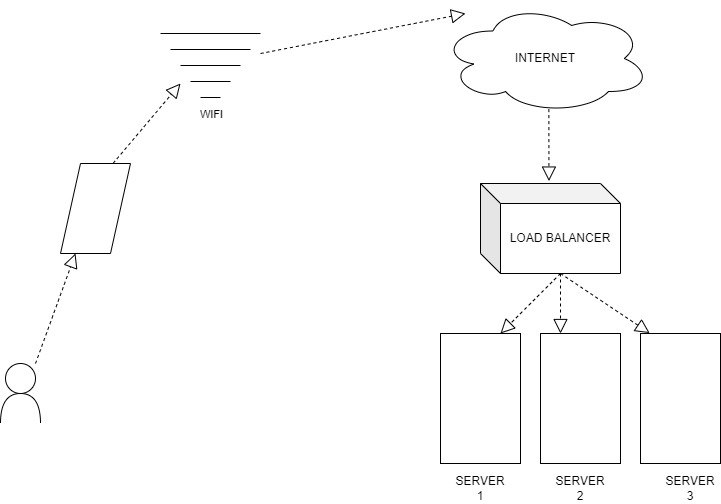 INTERNET
WIFI
LOAD BALANCER
SERVER
1
SERVER
2
SERVER
3